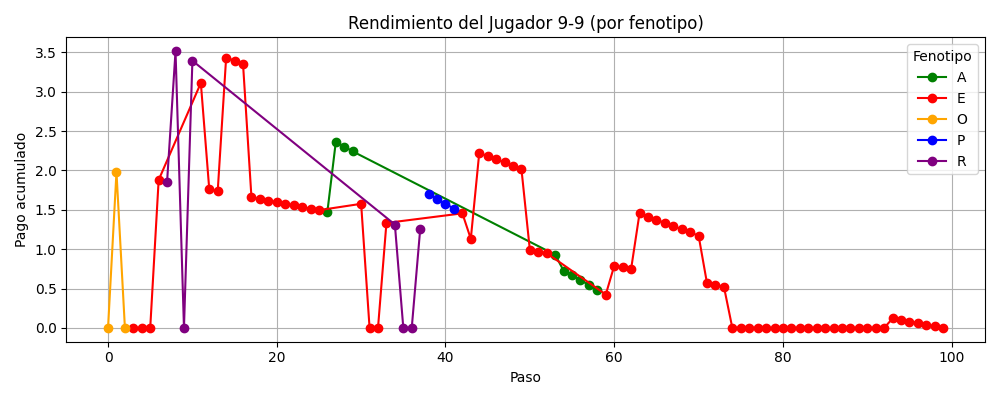 Rendimiento del Jugador 9-9 (por fenotipo)
Pago acumulado
3.5
3.0
2.5
2.0
1.5
1.0
0.5
0.0
0
20
40
60
80
100
Paso
Fenotipo
A
E
O
P
R